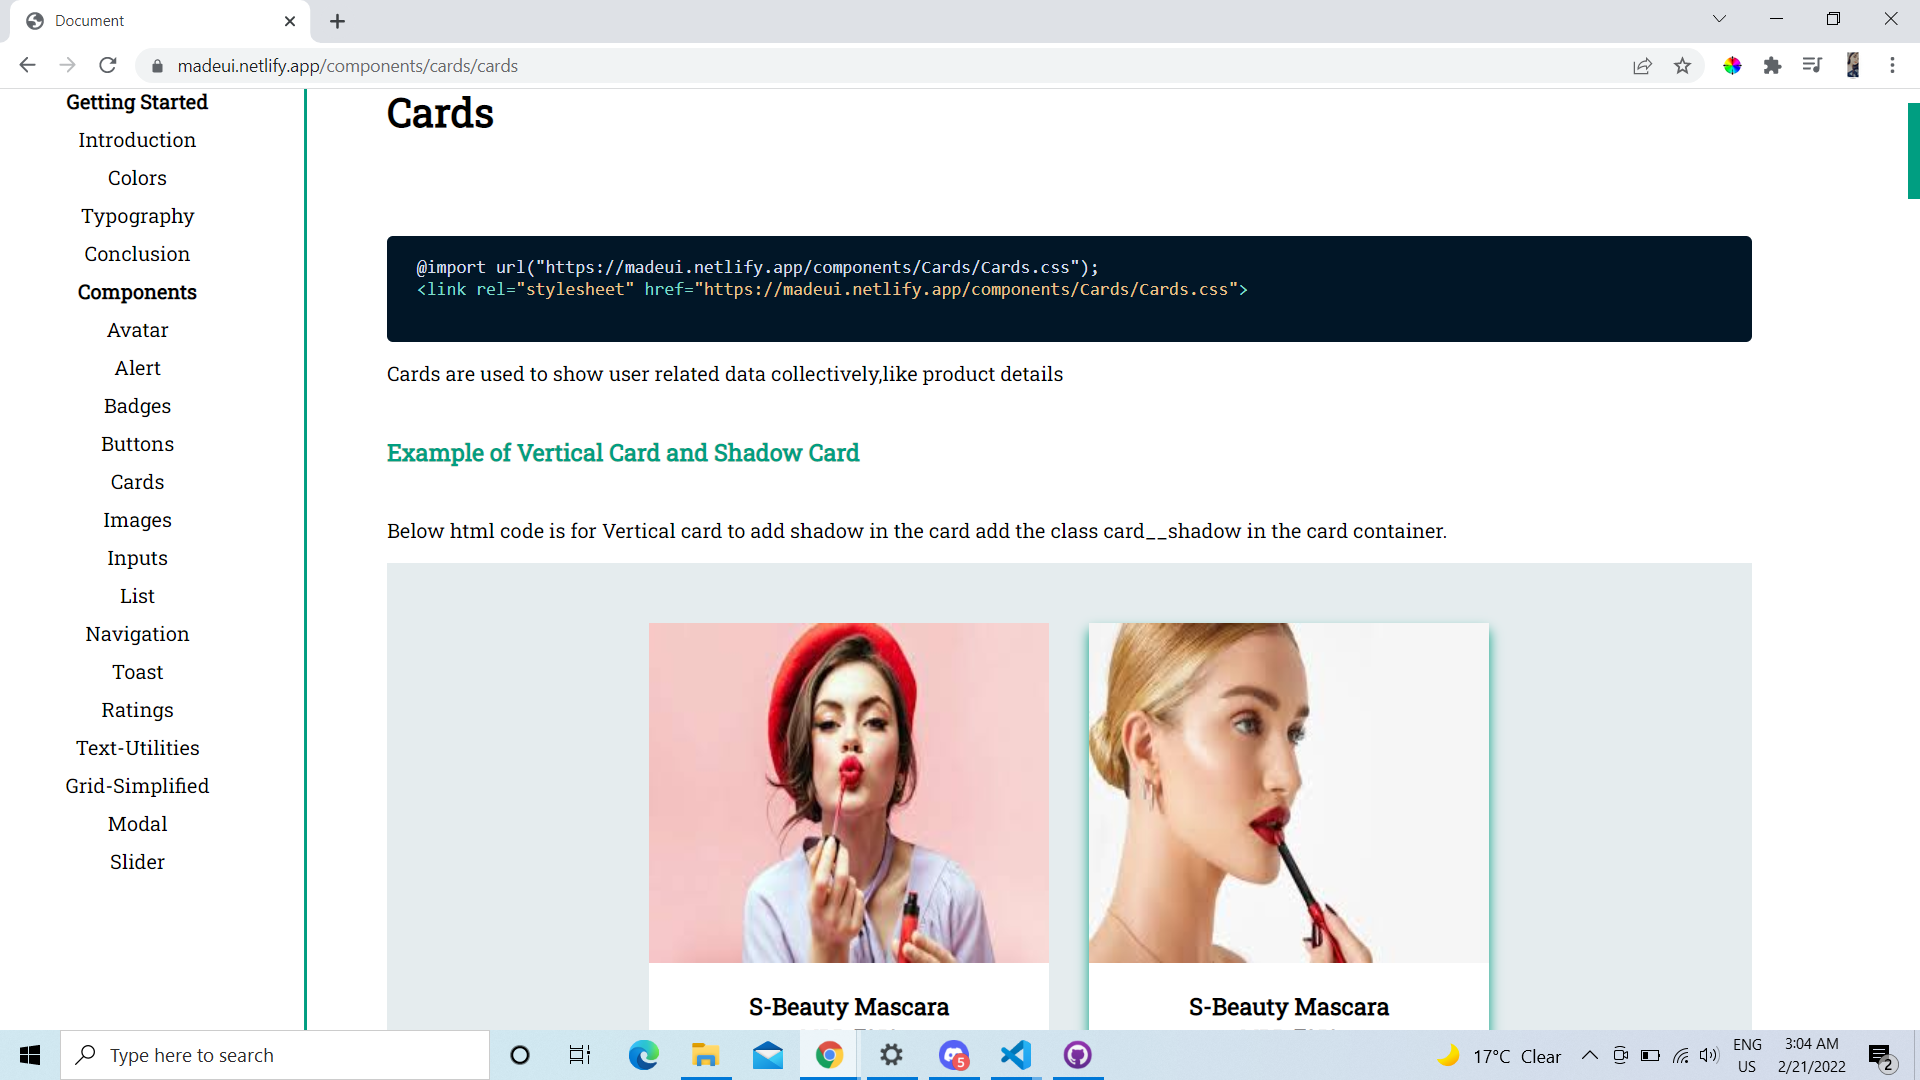 Document
madeui.netlify.app/components/cards/cards
Getting Started
Introduction
Colors
Typography
Conclusion
Components
Avatar
Alert
Badges
Buttons
Cards
Images
Inputs
List
Navigation
Toast
Ratings
Text-Utilities
Grid-Simplified
Modal
Slider
Cards
@import url("https://madeui.netlify.app/components/Cards/Cards.css");
<link rel="stylesheet" href="https://madeui.netlify.app/components/Cards/Cards.css">
Cards are used to show user related data collectively,like product details
Example of Vertical Card and Shadow Card
Below html code is for Vertical card to add shadow in the card add the class card__shadow in the card container.
S-Beauty Mascara
S-Beauty Mascara
Type here to search
5
17°C Clear
ENG
US
3:04 AM
2/21/2022
2